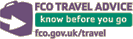 FCO TRAVEL ADVICE
know before you go
fco.gov.uk/travel